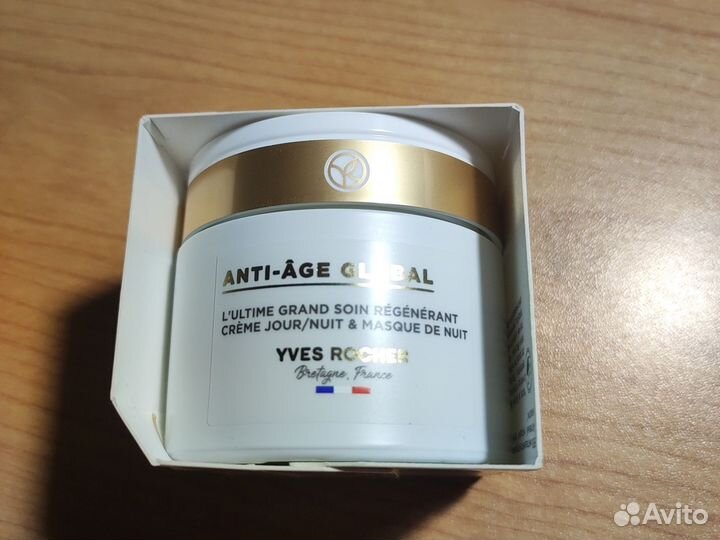 ANTI-ÂGE GLOBAL
L'ULTIME GRAND SOIN RÉGÉNÉRANT
CRÈME JOUR/NUIT & MASQUE DE NUIT
YVES ROCHER
Bretagne, France
Avito